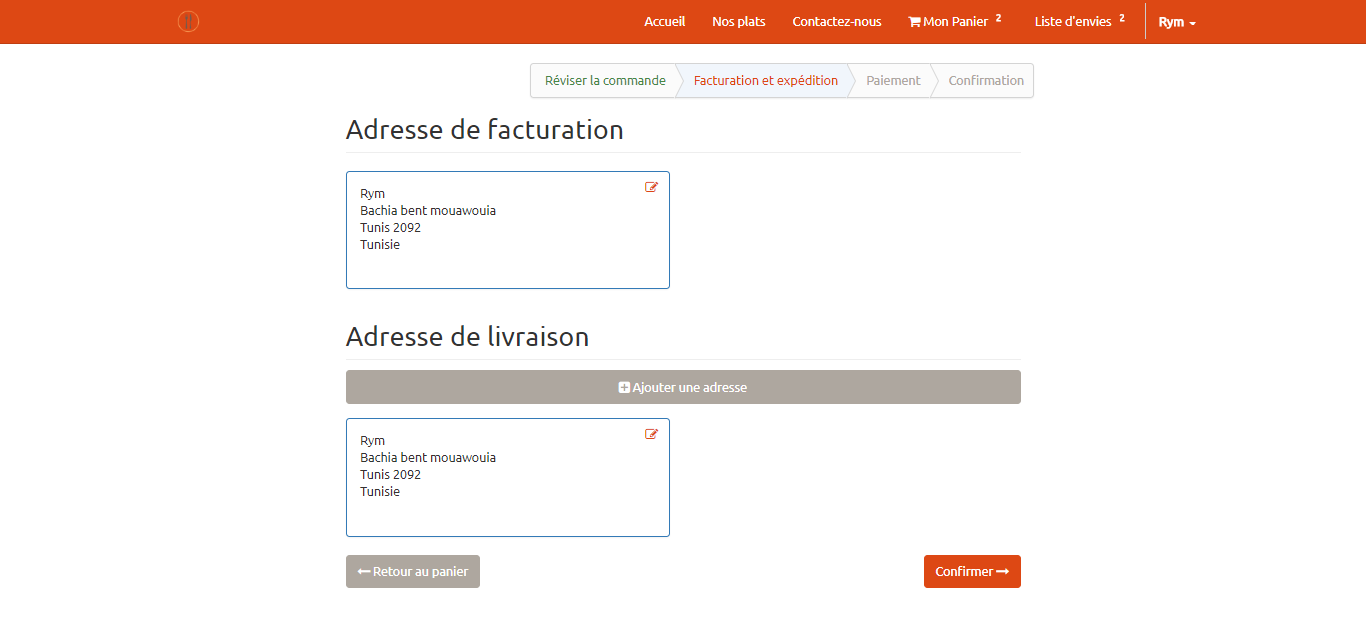 Accueil Nos plats Contactez-nous Mon Panier 2 Liste d'envies 2 Rym
Réviser la commande Facturation et expédition Paiement Confirmation
Adresse de facturation
Rym
Bachia bent mouawouia
Tunis 2092
Tunisie
Adresse de livraison
Ajouter une adresse
Rym
Bachia bent mouawouia
Tunis 2092
Tunisie
Retour au panier Confirmer